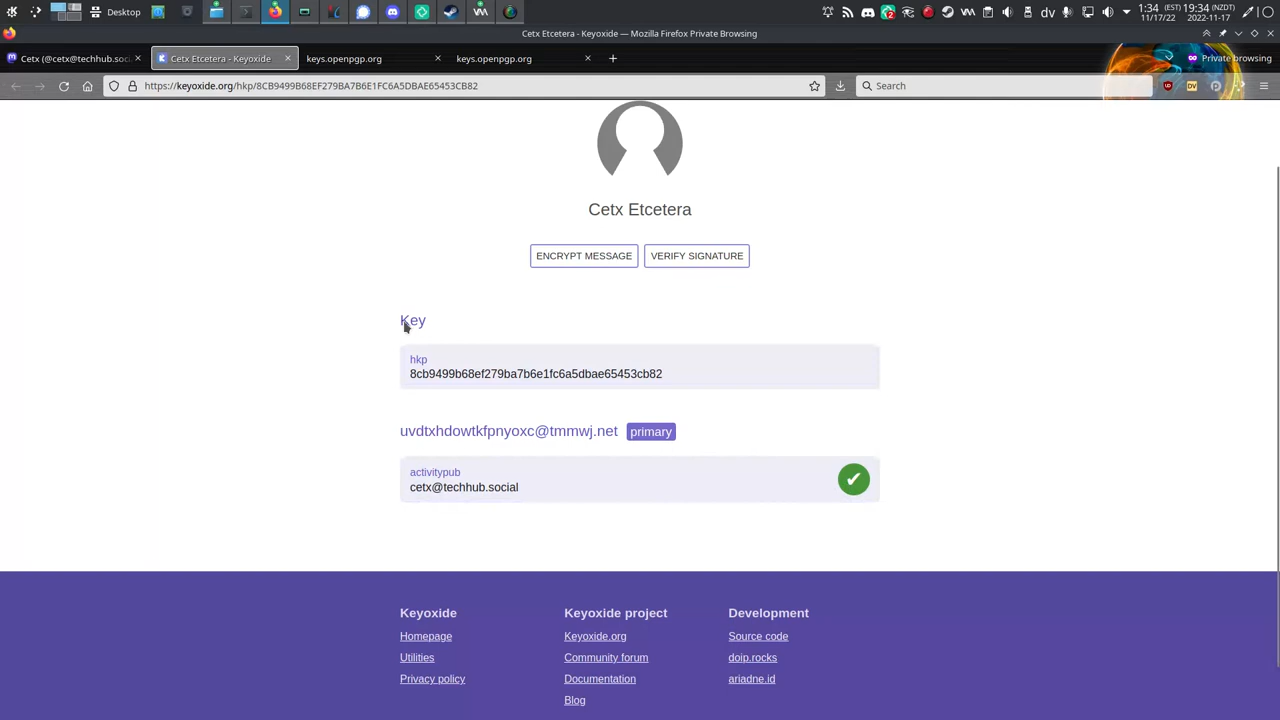 Desktop
2
dv
1:34 (EST) 19:34 (NZDT)
11/17/22 2022-11-17
Cetx Etcetera — Keyoxide — Mozilla Firefox Private Browsing
Cetx (@cetx@techhub.soci
Cetx Etcetera - Keyoxide
keys.openpgp.org
keys.openpgp.org
Private browsing
https://keyoxide.org/hkp/8CB9499B68EF279BA7B6E1FC6A5DBAE65453CB82
Search
Cetx Etcetera
ENCRYPT MESSAGE
VERIFY SIGNATURE
Key
hkp
8cb9499b68ef279ba7b6e1fc6a5dbae65453cb82
uvdtxhdowtkfpnyoxc@tmmwj.net primary
activitypub
cetx@techhub.social
Keyoxide
Keyoxide project
Development
Homepage
Keyoxide.org
Source code
Utilities
Community forum
doip.rocks
Privacy policy
Documentation
ariadne.id
Blog